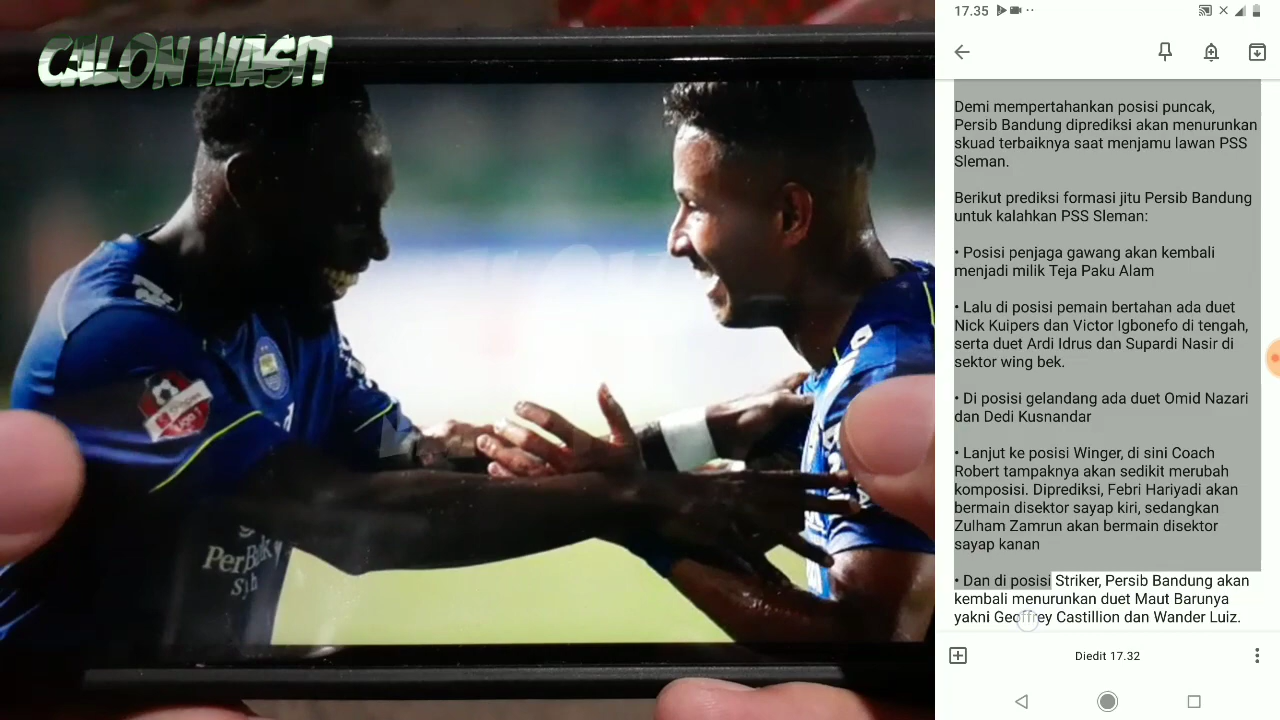 CALON WASIT
17.35
Demi mempertahankan posisi puncak,
Persib Bandung diprediksi akan menurunkan
skuad terbaiknya saat menjamu lawan PSS
Sleman.
Berikut prediksi formasi jitu Persib Bandung
untuk kalahkan PSS Sleman:
• Posisi penjaga gawang akan kembali
menjadi milik Teja Paku Alam
• Lalu di posisi pemain bertahan ada duet
Nick Kuipers dan Victor Igbonefo di tengah,
serta duet Ardi Idrus dan Supardi Nasir di
sektor wing bek.
• Di posisi gelandang ada duet Omid Nazari
dan Dedi Kusnandar
• Lanjut ke posisi Winger, di sini Coach
Robert tampaknya akan sedikit merubah
komposisi. Diprediksi, Febri Hariyadi akan
bermain disektor sayap kiri, sedangkan
Zulham Zamrun akan bermain disektor
sayap kanan
• Dan di posisi Striker, Persib Bandung akan
kembali menurunkan duet Maut Barunya
yakni Geoffrey Castillion dan Wander Luiz.
Diedit 17.32